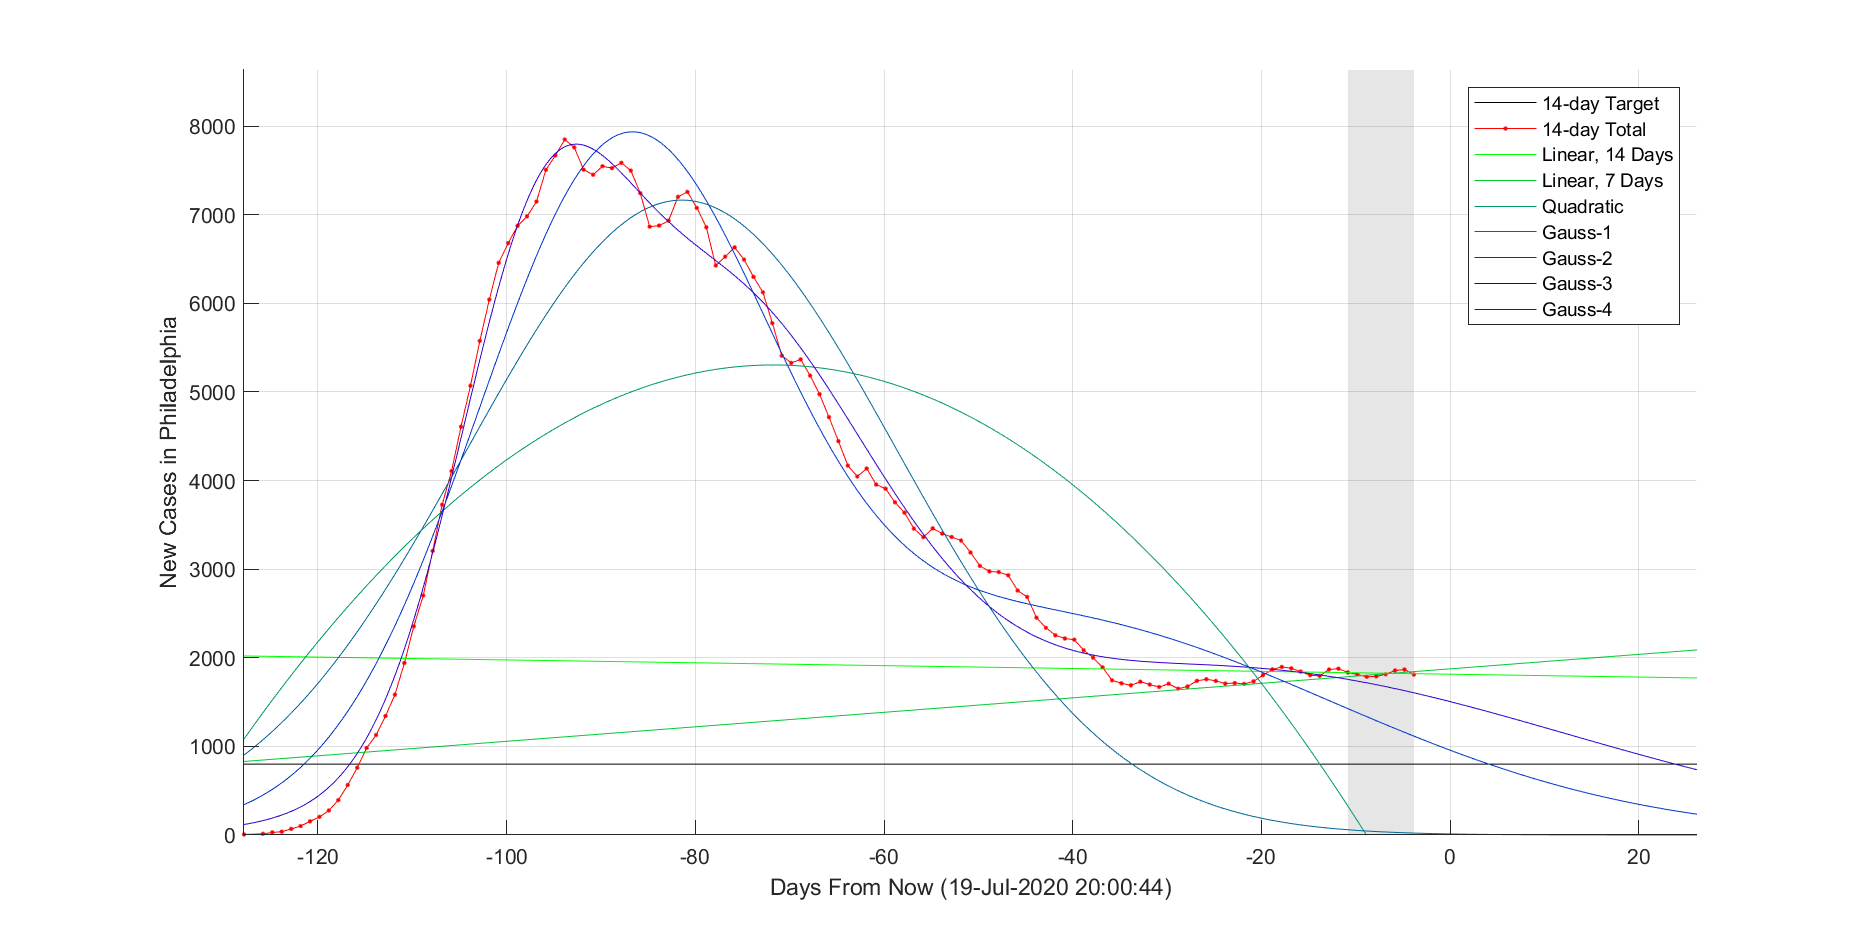 8000
7000
6000
5000
4000
3000
2000
1000
0
New Cases in Philadelphia
-120
-100
-80
-60
-40
-20
0
20
Days From Now (19-Jul-2020 20:00:44)
14-day Target
14-day Total
Linear, 14 Days
Linear, 7 Days
Quadratic
Gauss-1
Gauss-2
Gauss-3
Gauss-4